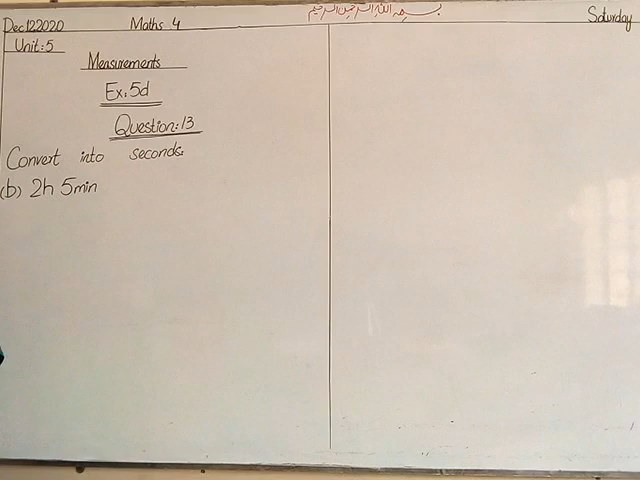 Dec 12 2020 Maths 4 بسم الله الرحمن الرحيم Saturday
Unit:5
Measurements
Ex:5d
Question:13
Convert into seconds:
(b) 2h 5min